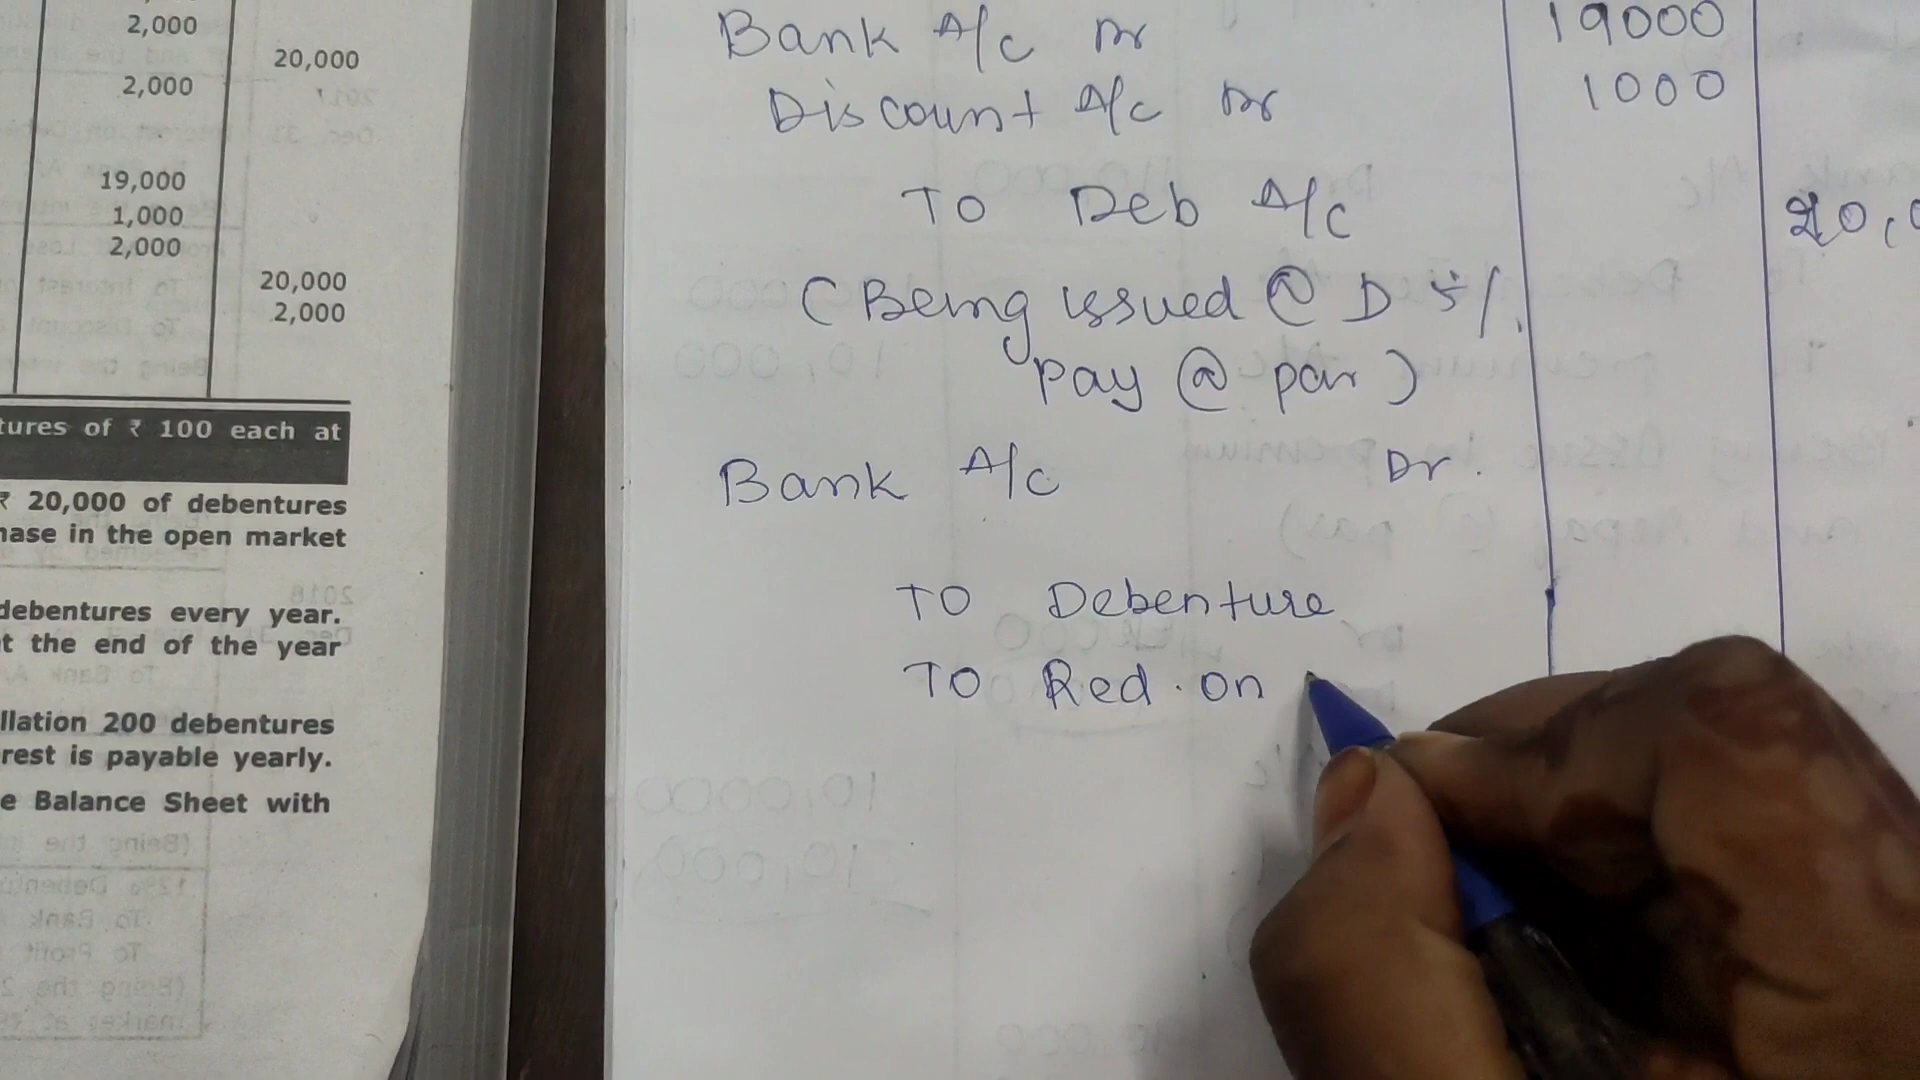 2,000
20,000
2,000
19,000
1,000
2,000
20,000
2,000
tures of ₹ 100 each at
₹ 20,000 of debentures
hase in the open market
debentures every year.
t the end of the year
llation 200 debentures
rest is payable yearly.
e Balance Sheet with
Bank A/c Dr 19000
Discount A/c Dr 1000
To Deb A/c 20,0
(Being issued @ D 5%
pay @ par)
Bank A/c Dr.
To Debenture
To Red. on